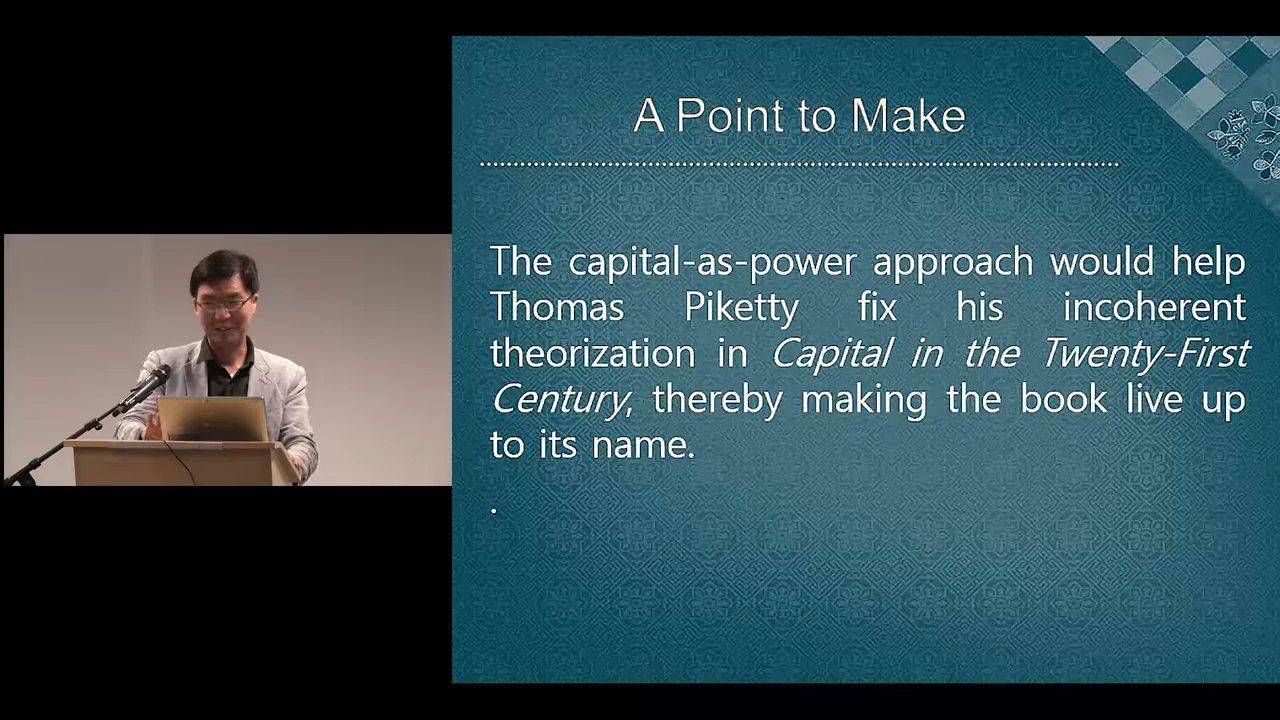 A Point to Make
The capital-as-power approach would help
Thomas Piketty fix his incoherent
theorization in Capital in the Twenty-First
Century, thereby making the book live up
to its name.
.